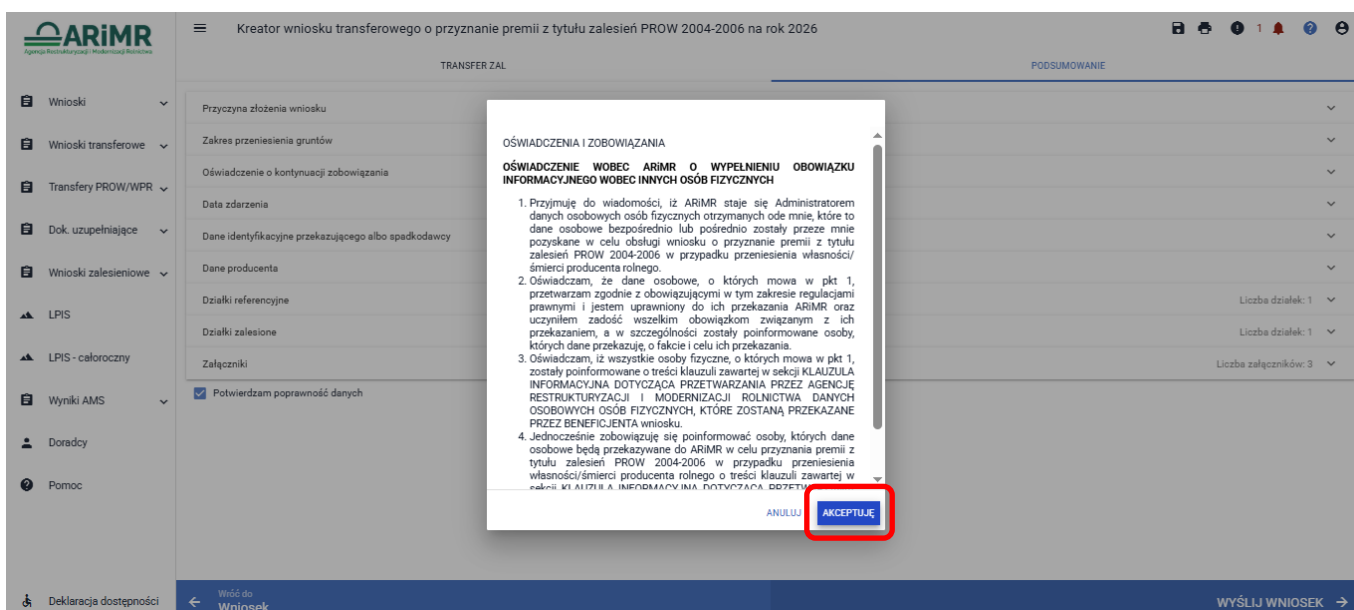 ARiMR
Agencja Restrukturyzacji i Modernizacji Rolnictwa
Kreator wniosku transferowego o przyznanie premii z tytułu zalesień PROW 2004-2006 na rok 2026
1
TRANSFER ZAL
PODSUMOWANIE
Wnioski
Wnioski transferowe
Transfery PROW/WPR
Dok. uzupełniające
Wnioski zalesieniowe
LPIS
LPIS - całoroczny
Wyniki AMS
Doradcy
Pomoc
Deklaracja dostępności
Przyczyna złożenia wniosku
Zakres przeniesienia gruntów
Oświadczenie o kontynuacji zobowiązania
Data zdarzenia
Dane identyfikacyjne przekazującego albo spadkodawcy
Dane producenta
Działki referencyjne
Liczba działek: 1
Działki zalesione
Liczba działek: 1
Załączniki
Liczba załączników: 3
Potwierdzam poprawność danych
OŚWIADCZENIA I ZOBOWIĄZANIA
OŚWIADCZENIE WOBEC ARiMR O WYPEŁNIENIU OBOWIĄZKU
INFORMACYJNEGO WOBEC INNYCH OSÓB FIZYCZNYCH
1. Przyjmuję do wiadomości, iż ARiMR staje się Administratorem
danych osobowych osób fizycznych otrzymanych ode mnie, które to
dane osobowe bezpośrednio lub pośrednio zostały przeze mnie
pozyskane w celu obsługi wniosku o przyznanie premii z tytułu
zalesień PROW 2004-2006 w przypadku przeniesienia własności/
śmierci producenta rolnego.
2. Oświadczam, że dane osobowe, o których mowa w pkt 1,
przetwarzam zgodnie z obowiązującymi w tym zakresie regulacjami
prawnymi i jestem uprawniony do ich przekazania ARiMR oraz
uczyniłem zadość wszelkim obowiązkom związanym z ich
przekazaniem, a w szczególności zostały poinformowane osoby,
których dane przekazuję, o fakcie i celu ich przekazania.
3. Oświadczam, iż wszystkie osoby fizyczne, o których mowa w pkt 1,
zostały poinformowane o treści klauzuli zawartej w sekcji KLAUZULA
INFORMACYJNA DOTYCZĄCA PRZETWARZANIA PRZEZ AGENCJĘ
RESTRUKTURYZACJI I MODERNIZACJI ROLNICTWA DANYCH
OSOBOWYCH OSÓB FIZYCZNYCH, KTÓRE ZOSTANĄ PRZEKAZANE
PRZEZ BENEFICJENTA wniosku.
4. Jednocześnie zobowiązuję się poinformować osoby, których dane
osobowe będą przekazywane do ARiMR w celu przyznania premii z
tytułu zalesień PROW 2004-2006 w przypadku przeniesienia
własności/śmierci producenta rolnego o treści klauzuli zawartej w
sekcji KLAUZULA INFORMACYJNA DOTYCZĄCA
ANULUJ
AKCEPTUJĘ
Wróć do
Wniosek
WYŚLIJ WNIOSEK